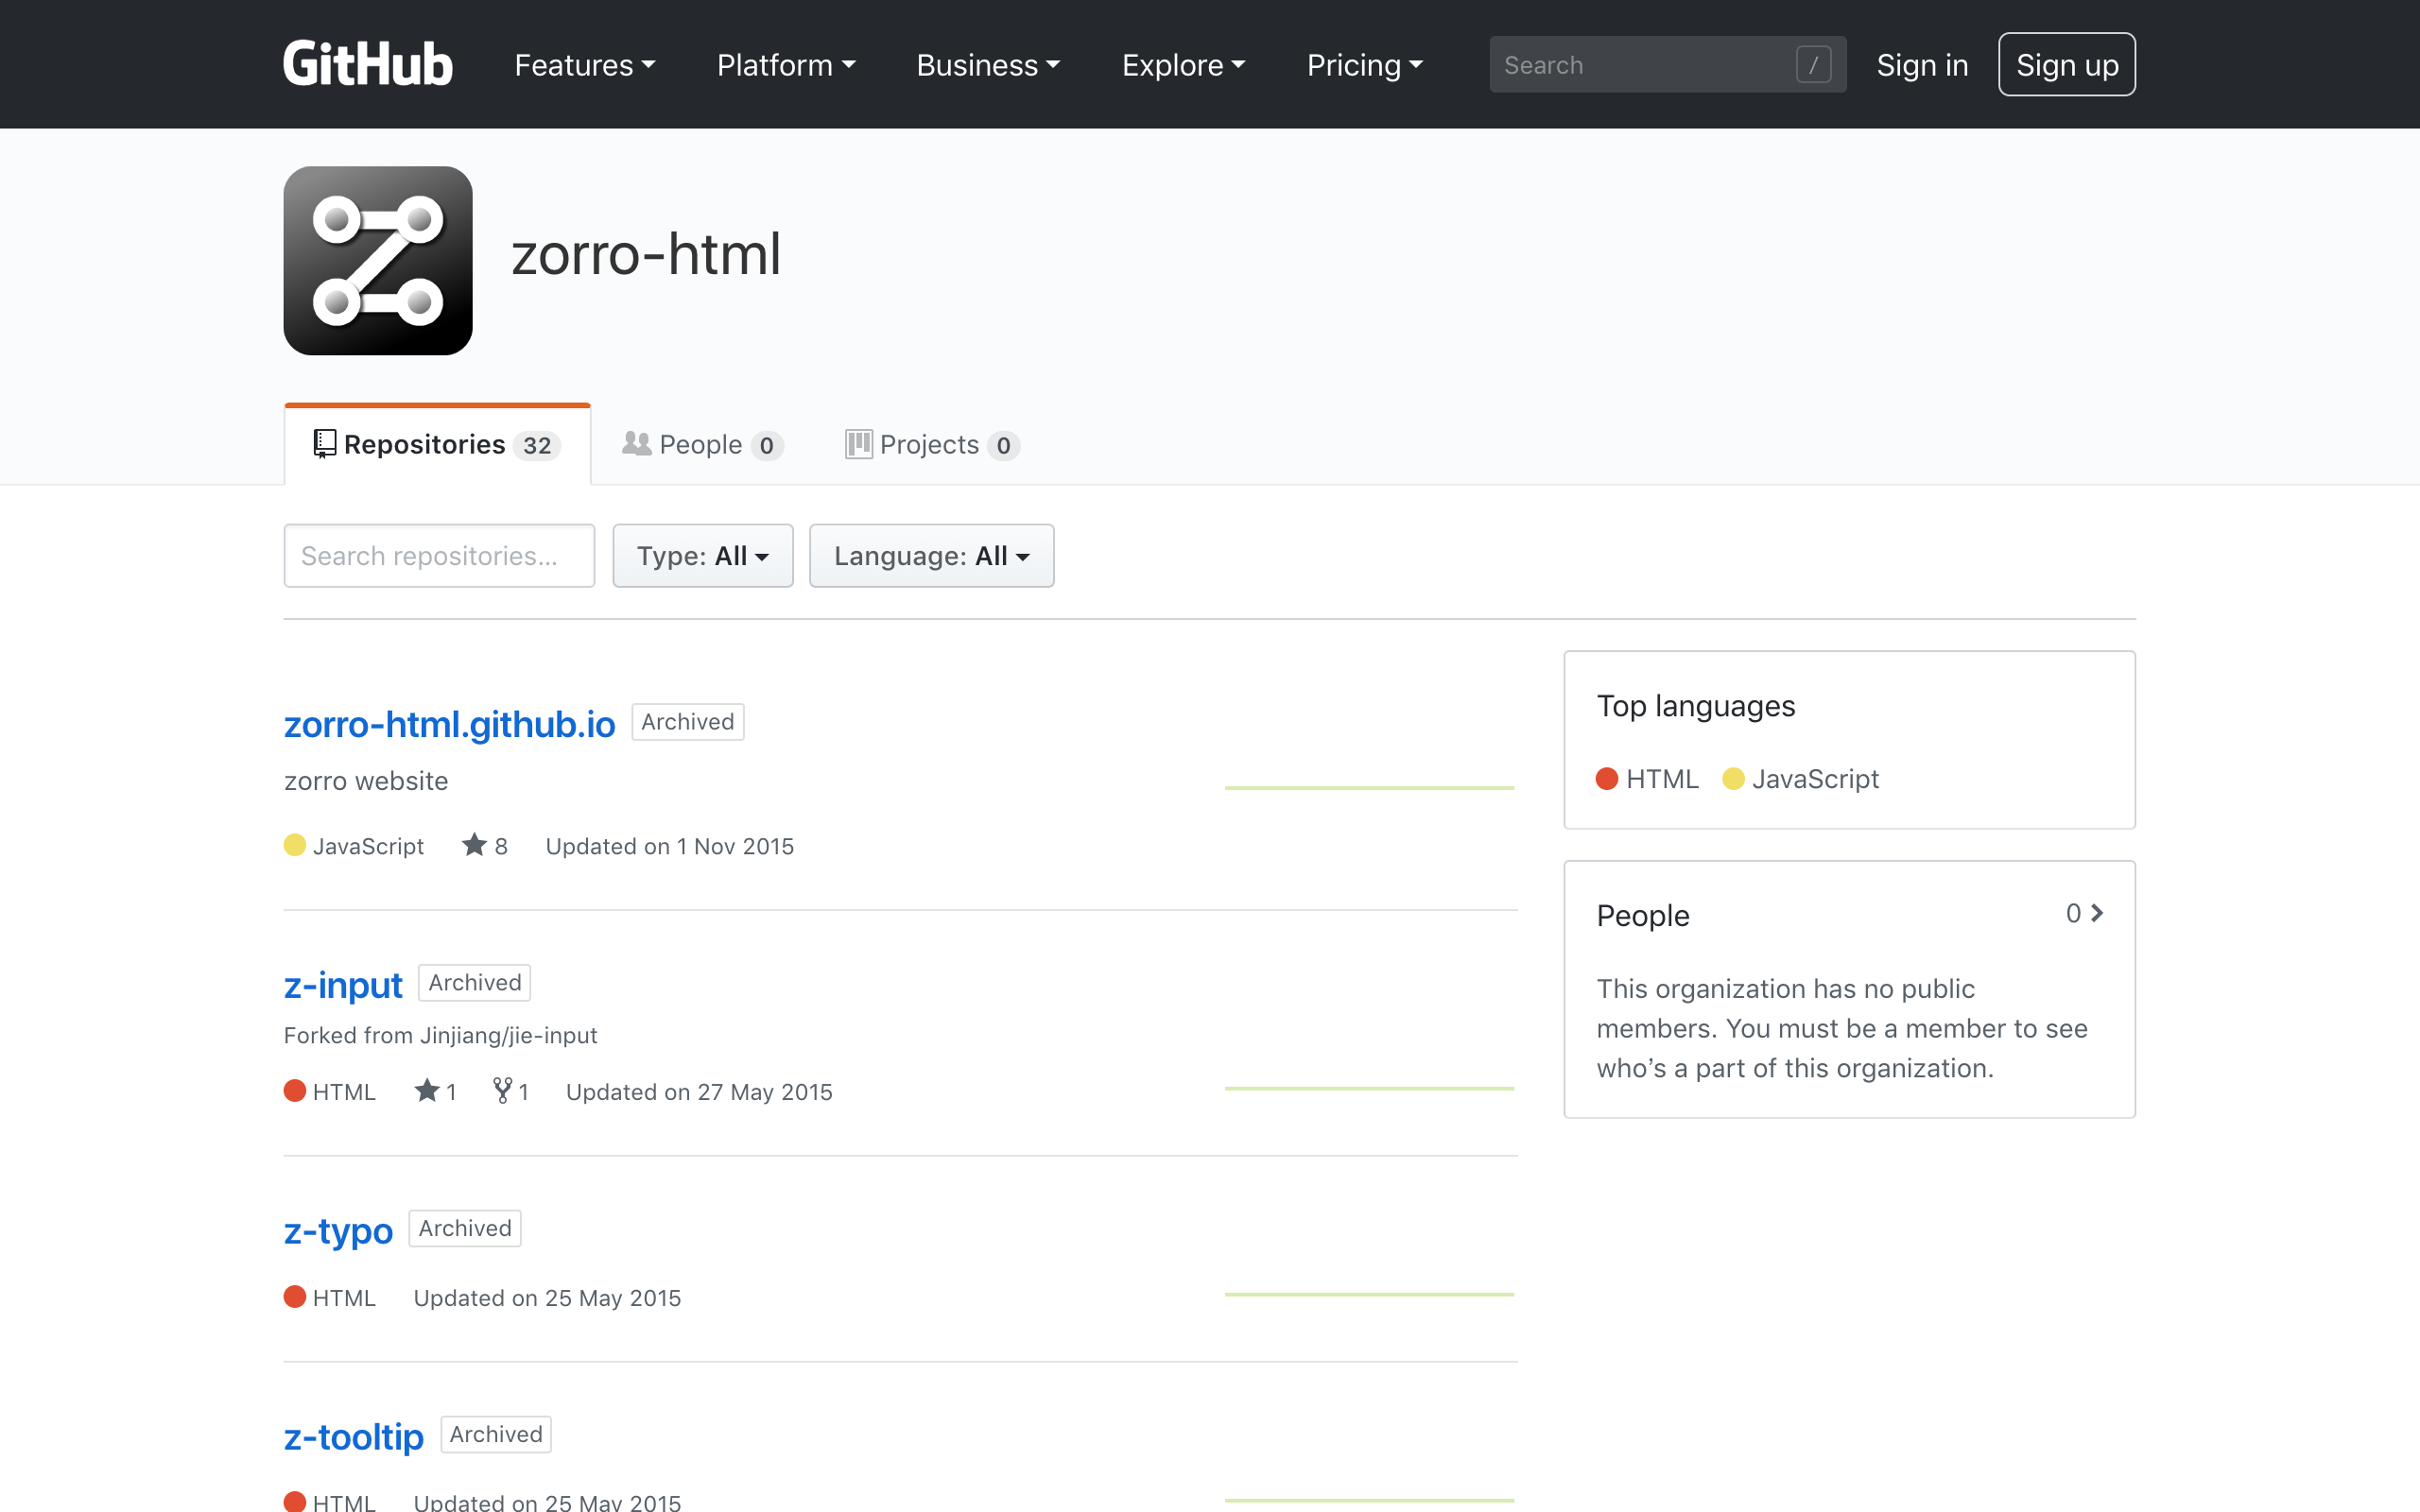 GitHub Features Platform Business Explore Pricing Search / Sign in Sign up
zorro-html
Repositories 32 People 0 Projects 0
Search repositories... Type: All Language: All
zorro-html.github.io Archived
zorro website
JavaScript 8 Updated on 1 Nov 2015
z-input Archived
Forked from Jinjiang/jie-input
HTML 1 1 Updated on 27 May 2015
z-typo Archived
HTML Updated on 25 May 2015
z-tooltip Archived
HTML Updated on 25 May 2015
Top languages
HTML JavaScript
People 0
This organization has no public
members. You must be a member to see
who’s a part of this organization.